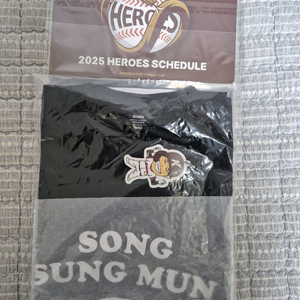 HEROES
2025 HEROES SCHEDULE
SONG
SUNG MUN